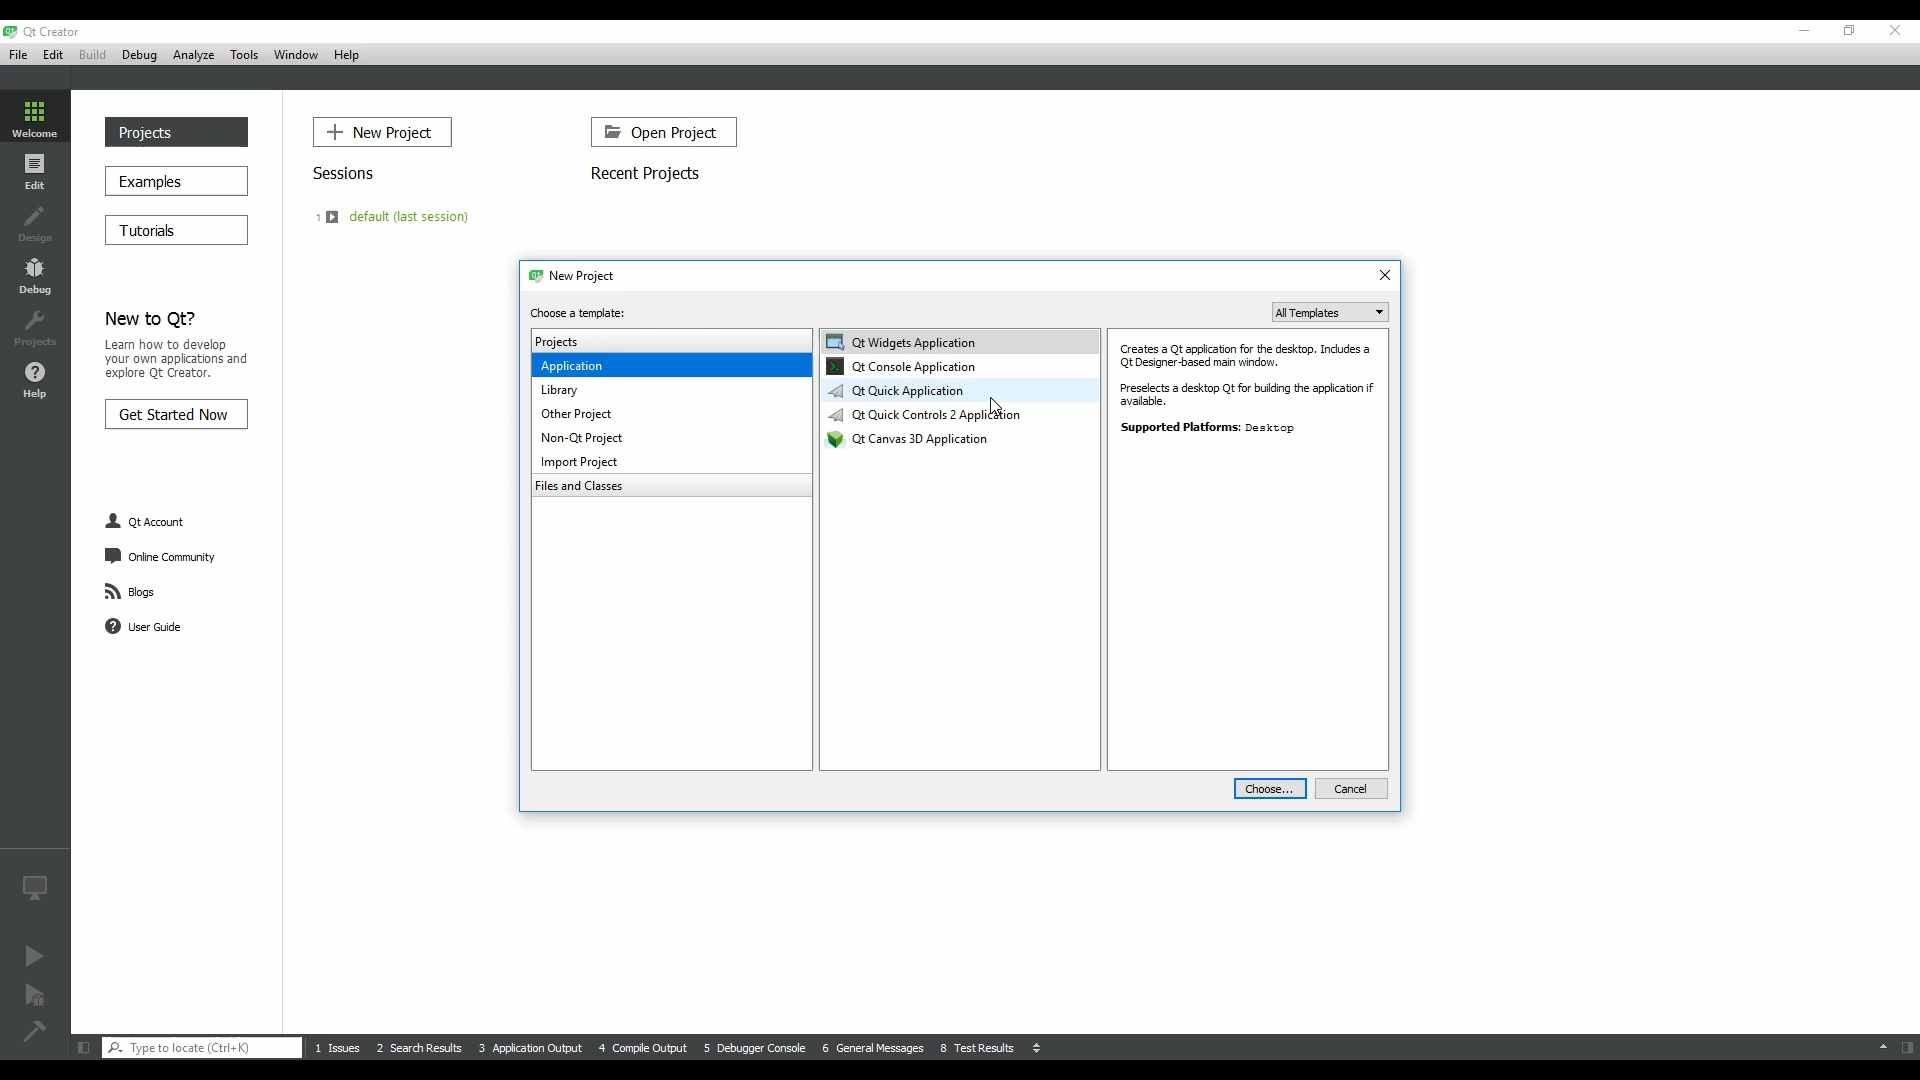 Qt Creator
File Edit Build Debug Analyze Tools Window Help
Welcome
Edit
Design
Debug
Projects
Help
Projects
Examples
Tutorials
New to Qt?
Learn how to develop
your own applications and
explore Qt Creator.
Get Started Now
Qt Account
Online Community
Blogs
User Guide
New Project
Open Project
Sessions
Recent Projects
1 default (last session)
New Project
Choose a template:
All Templates
Projects
Application
Library
Other Project
Non-Qt Project
Import Project
Files and Classes
Qt Widgets Application
Qt Console Application
Qt Quick Application
Qt Quick Controls 2 Application
Qt Canvas 3D Application
Creates a Qt application for the desktop. Includes a
Qt Designer-based main window.
Preselects a desktop Qt for building the application if
available.
Supported Platforms: Desktop
Choose...
Cancel
Type to locate (Ctrl+K)
1 Issues 2 Search Results 3 Application Output 4 Compile Output 5 Debugger Console 6 General Messages 8 Test Results